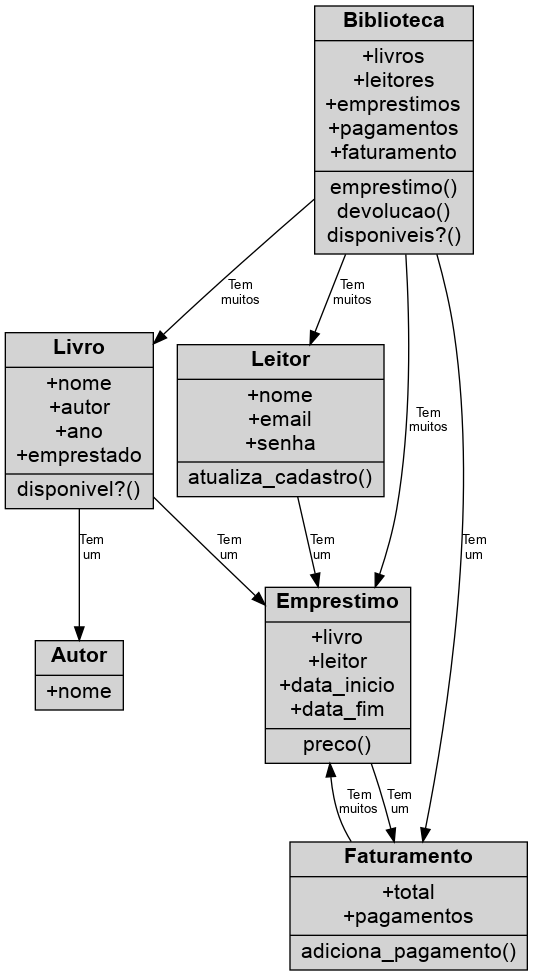 Biblioteca
+livros
+leitores
+emprestimos
+pagamentos
+faturamento
emprestimo()
devolucao()
disponiveis?()
Tem
muitos
Tem
muitos
Livro
+nome
+autor
+ano
+emprestado
disponivel?()
Leitor
+nome
+email
+senha
atualiza_cadastro()
Tem
muitos
Tem
um
Tem
um
Tem
um
Tem
um
Autor
+nome
Emprestimo
+livro
+leitor
+data_inicio
+data_fim
preco()
Tem
muitos
Tem
um
Faturamento
+total
+pagamentos
adiciona_pagamento()